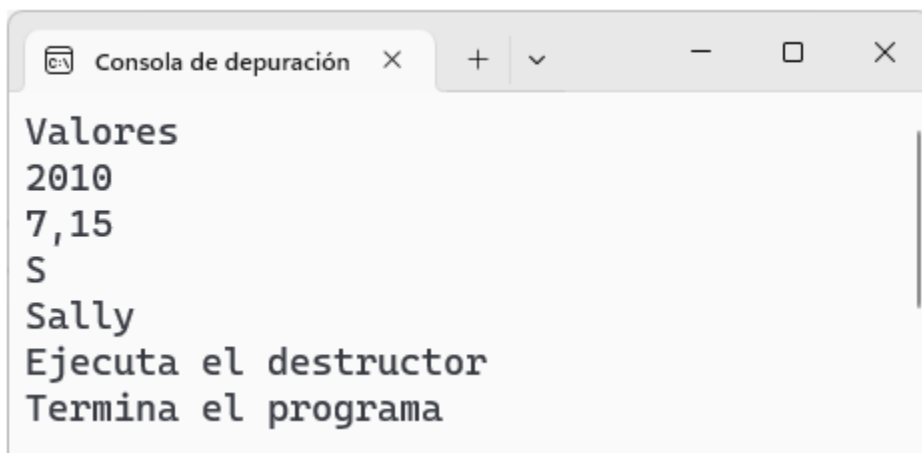 Consola de depuración
Valores
2010
7,15
S
Sally
Ejecuta el destructor
Termina el programa